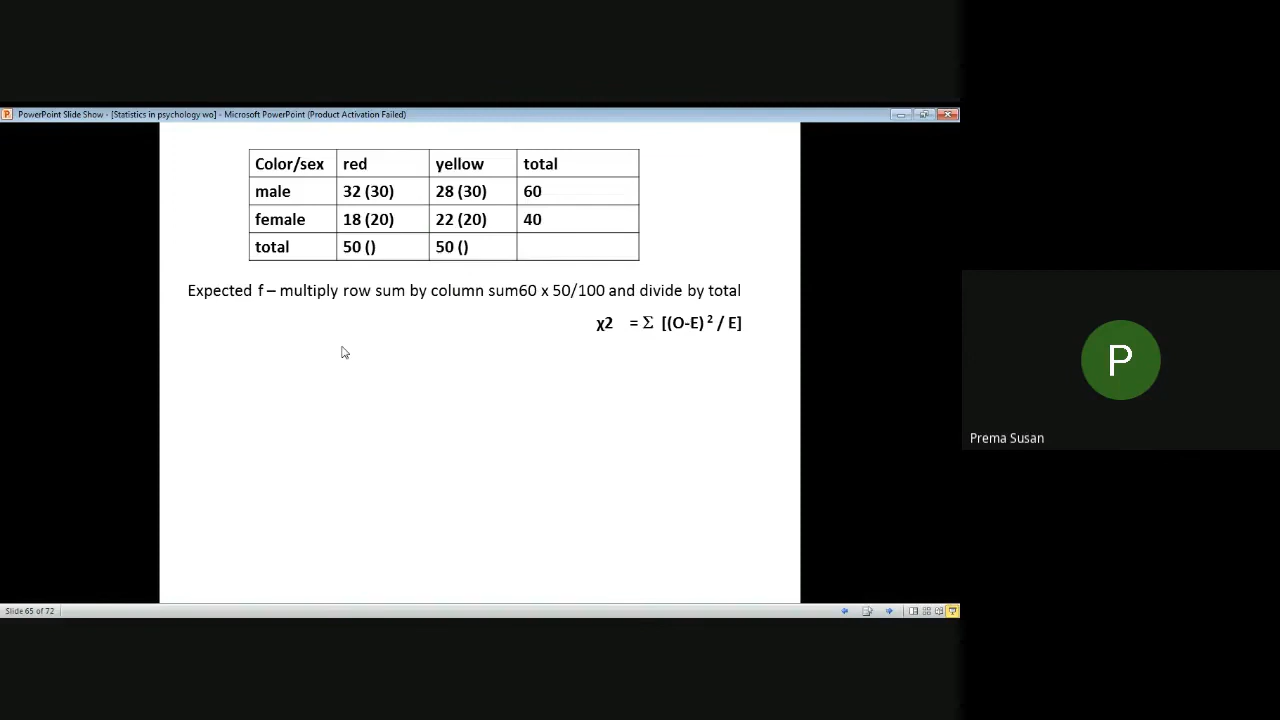 PowerPoint Slide Show - [Statistics in psychology wo] - Microsoft PowerPoint (Product Activation Failed)
Color/sex red yellow total
male 32 (30) 28 (30) 60
female 18 (20) 22 (20) 40
total 50 () 50 ()
Expected f – multiply row sum by column sum60 x 50/100 and divide by total
χ2 = Σ [(O-E) ² / E]
P
Prema Susan
Slide 65 of 72